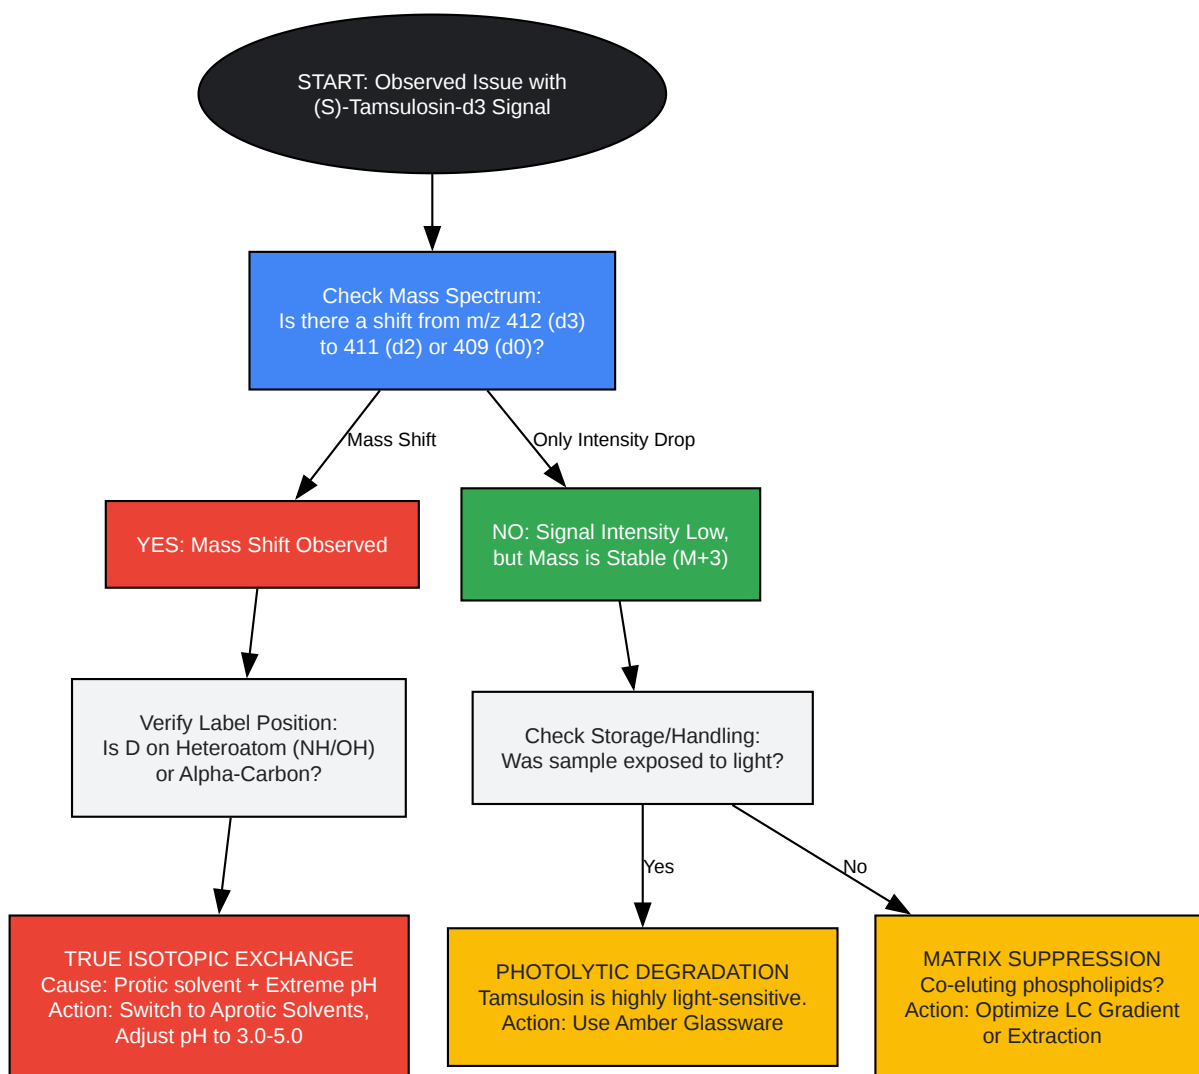 START: Observed Issue with
(S)-Tamsulosin-d3 Signal
Check Mass Spectrum:
Is there a shift from m/z 412 (d3)
to 411 (d2) or 409 (d0)?
Mass Shift
Only Intensity Drop
YES: Mass Shift Observed
NO: Signal Intensity Low,
but Mass is Stable (M+3)
Verify Label Position:
Is D on Heteroatom (NH/OH)
or Alpha-Carbon?
Check Storage/Handling:
Was sample exposed to light?
Yes
No
TRUE ISOTOPIC EXCHANGE
Cause: Protic solvent + Extreme pH
Action: Switch to Aprotic Solvents,
Adjust pH to 3.0-5.0
PHOTOLYTIC DEGRADATION
Tamsulosin is highly light-sensitive.
Action: Use Amber Glassware
MATRIX SUPPRESSION
Co-eluting phospholipids?
Action: Optimize LC Gradient
or Extraction